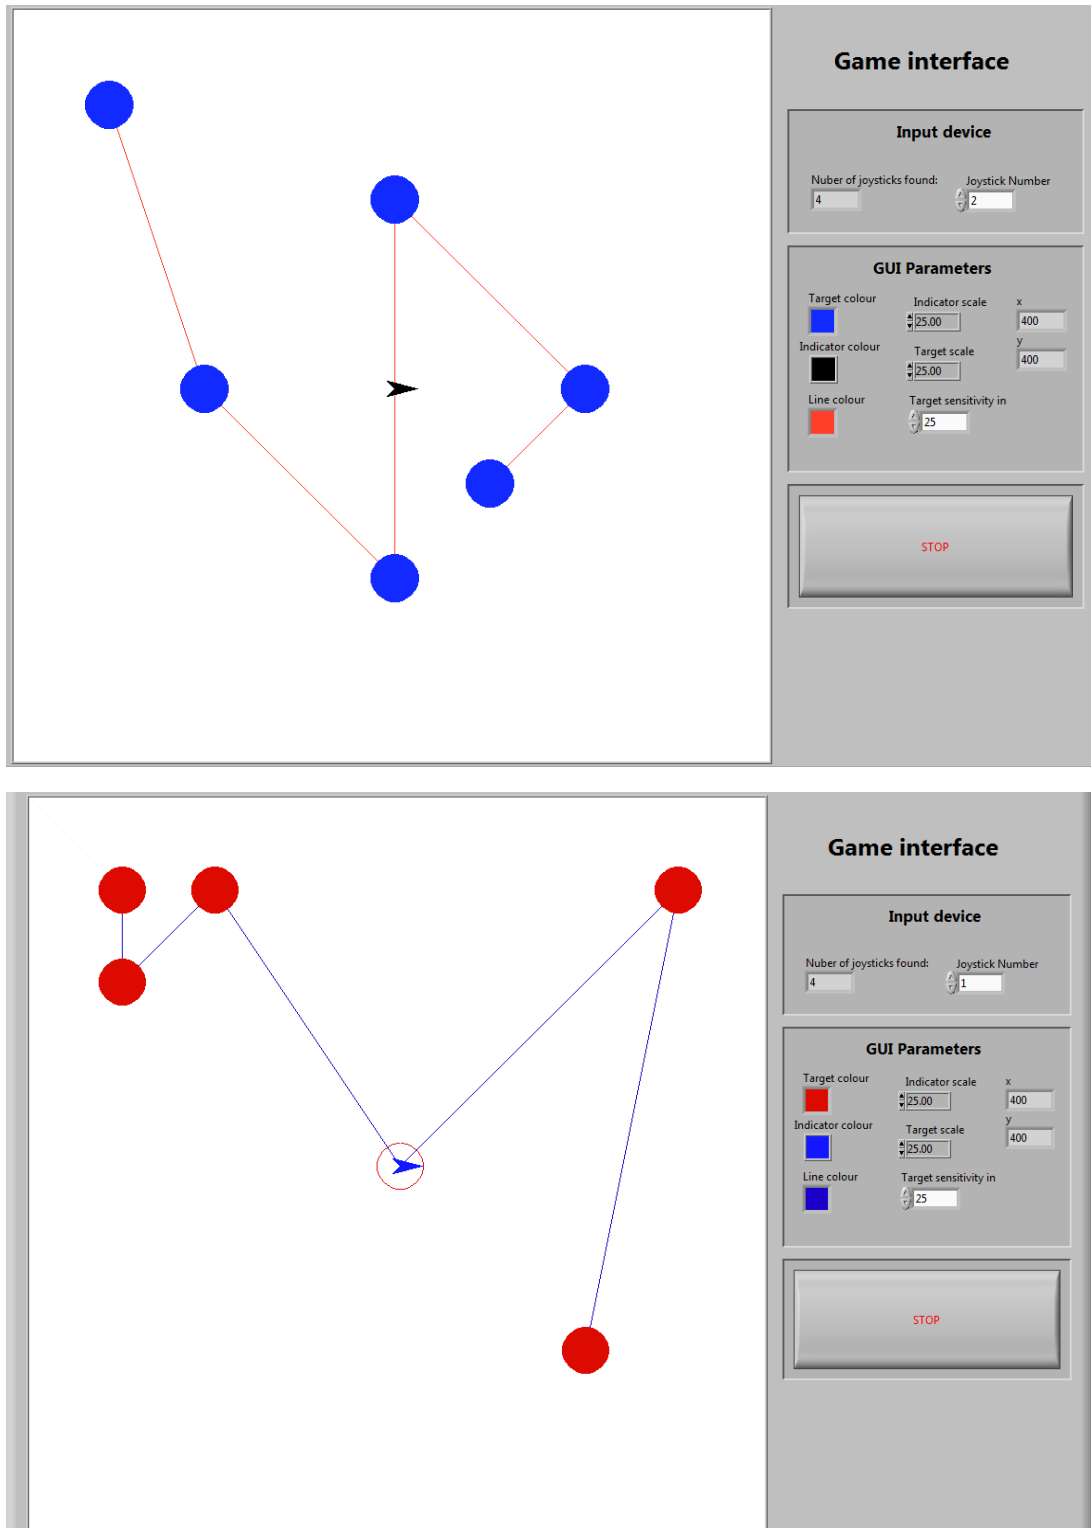 Game interface
Input device
Nuber of joysticks found: Joystick Number
4 2
GUI Parameters
Target colour Indicator scale x
25.00 400
Indicator colour Target scale y
25.00 400
Line colour Target sensitivity in
25
STOP
Game interface
Input device
Nuber of joysticks found: Joystick Number
4 1
GUI Parameters
Target colour Indicator scale x
25.00 400
Indicator colour Target scale y
25.00 400
Line colour Target sensitivity in
25
STOP